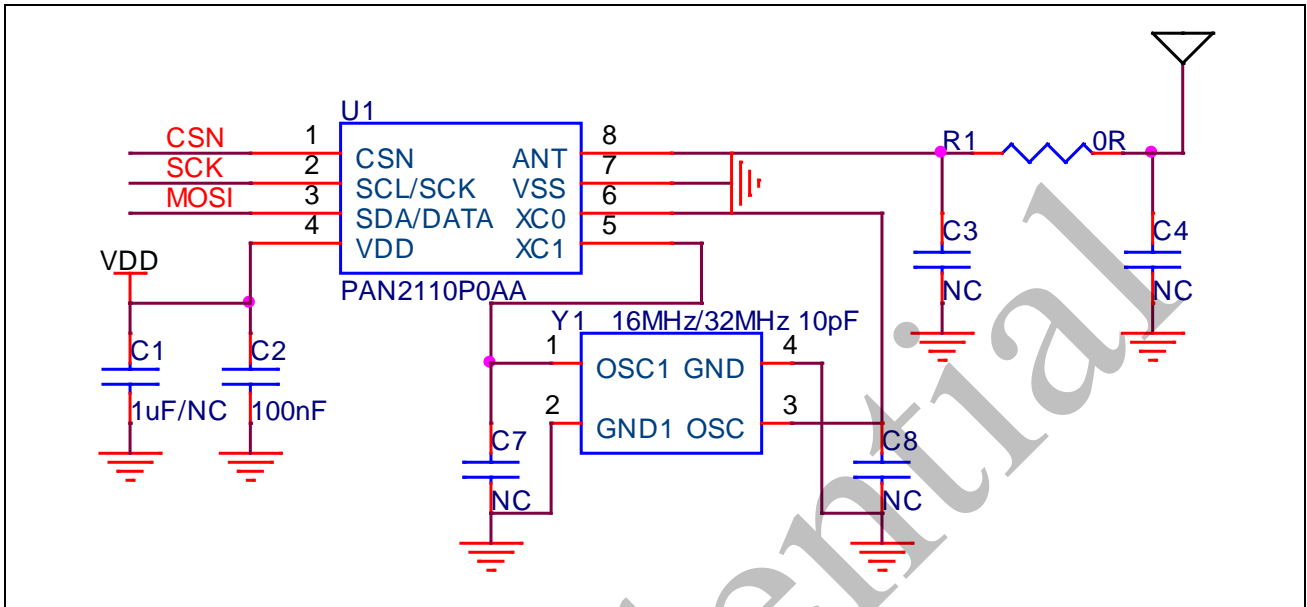 U1
CSN 1 CSN ANT 8
SCK 2 SCL/SCK VSS 7
MOSI 3 SDA/DATA XC0 6
4 VDD XC1 5
PAN2110P0AA
R1 0R
C3
NC
C4
NC
VDD
C1
1uF/NC
C2
100nF
Y1 16MHz/32MHz 10pF
1 OSC1 GND 4
2 GND1 OSC 3
C7
NC
C8
NC